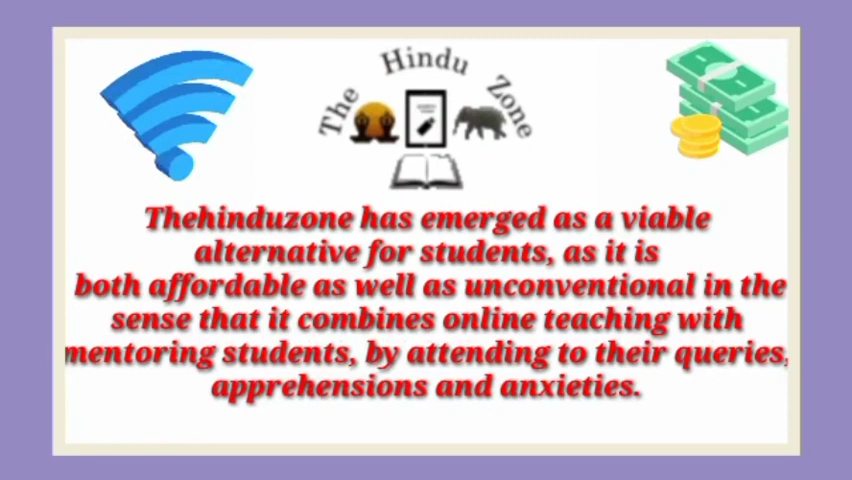 The Hindu Zone
Thehinduzone has emerged as a viable
alternative for students, as it is
both affordable as well as unconventional in the
sense that it combines online teaching with
mentoring students, by attending to their queries,
apprehensions and anxieties.